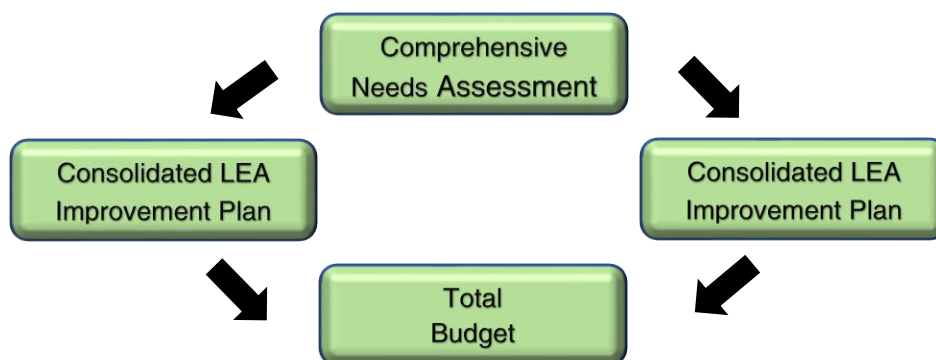 Comprehensive
Needs Assessment
Consolidated LEA
Improvement Plan
Consolidated LEA
Improvement Plan
Total
Budget